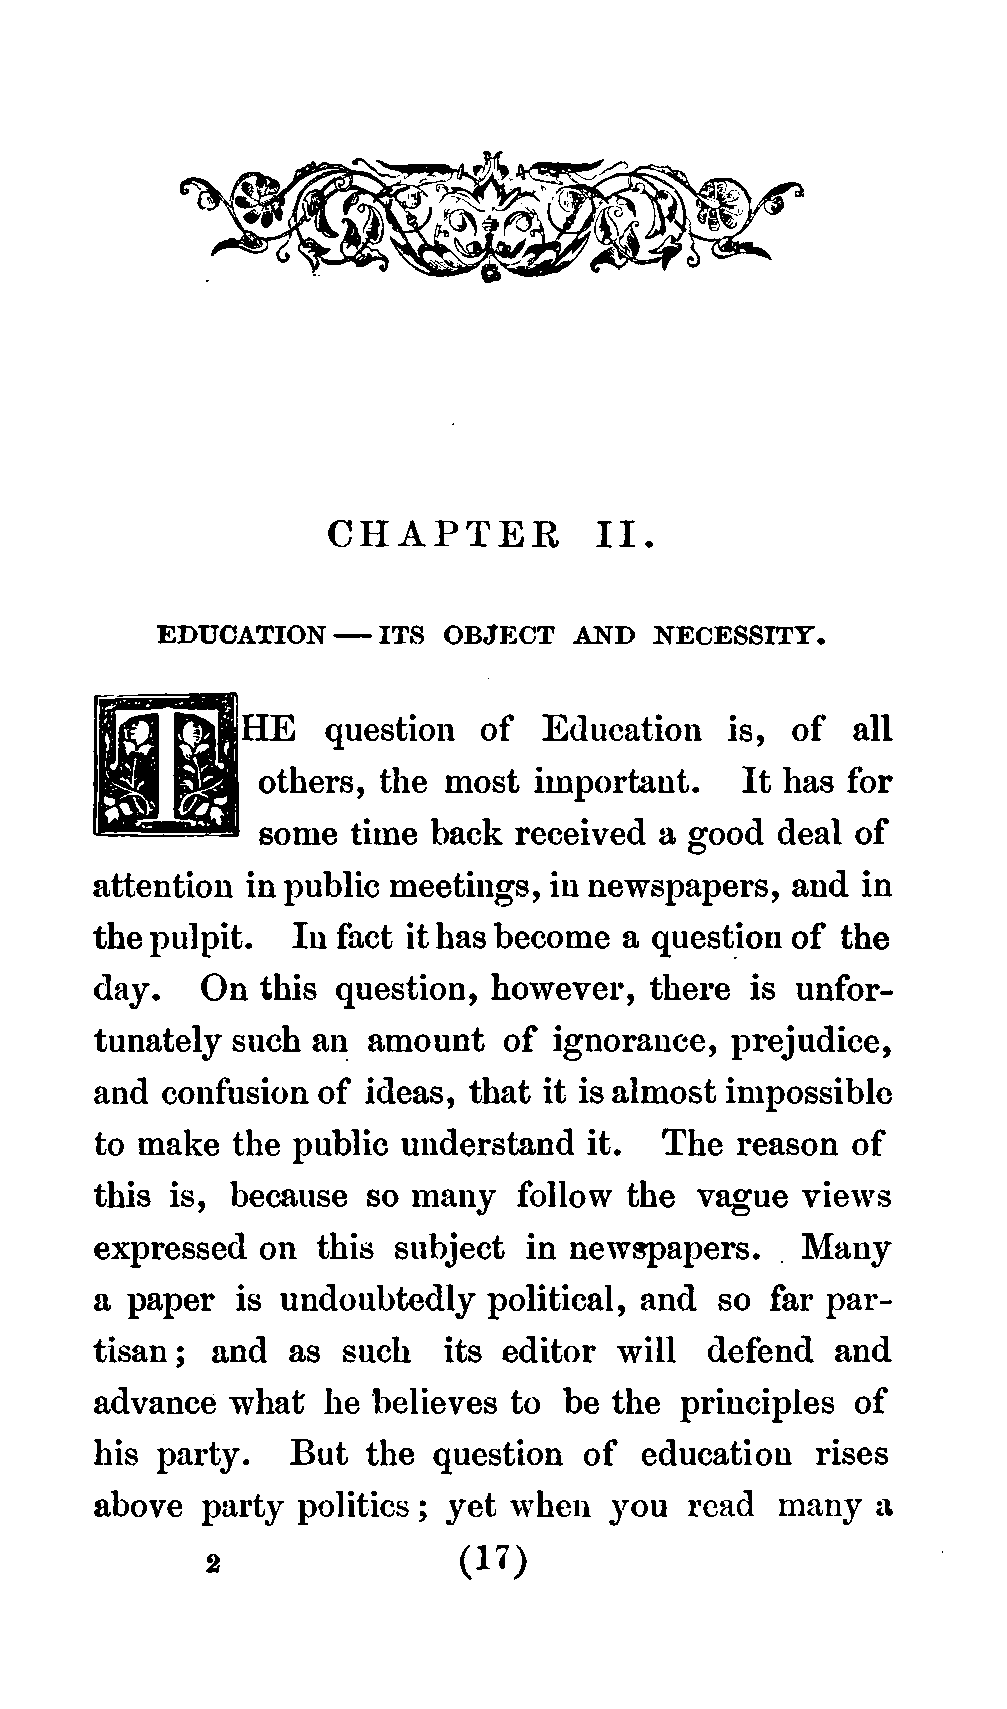 CHAPTER II.
EDUCATION — ITS OBJECT AND NECESSITY.
THE question of Education is, of all
others, the most important. It has for
some time back received a good deal of
attention in public meetings, in newspapers, and in
the pulpit. In fact it has become a question of the
day. On this question, however, there is unfor-
tunately such an amount of ignorance, prejudice,
and confusion of ideas, that it is almost impossible
to make the public understand it. The reason of
this is, because so many follow the vague views
expressed on this subject in newspapers. Many
a paper is undoubtedly political, and so far par-
tisan; and as such its editor will defend and
advance what he believes to be the principles of
his party. But the question of education rises
above party politics; yet when you read many a
2 (17)